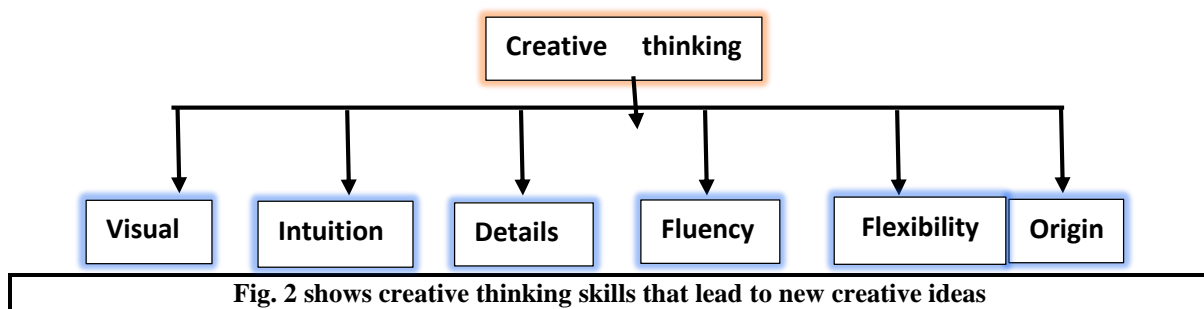 Creative thinking
Visual Intuition Details Fluency Flexibility Origin
Fig. 2 shows creative thinking skills that lead to new creative ideas